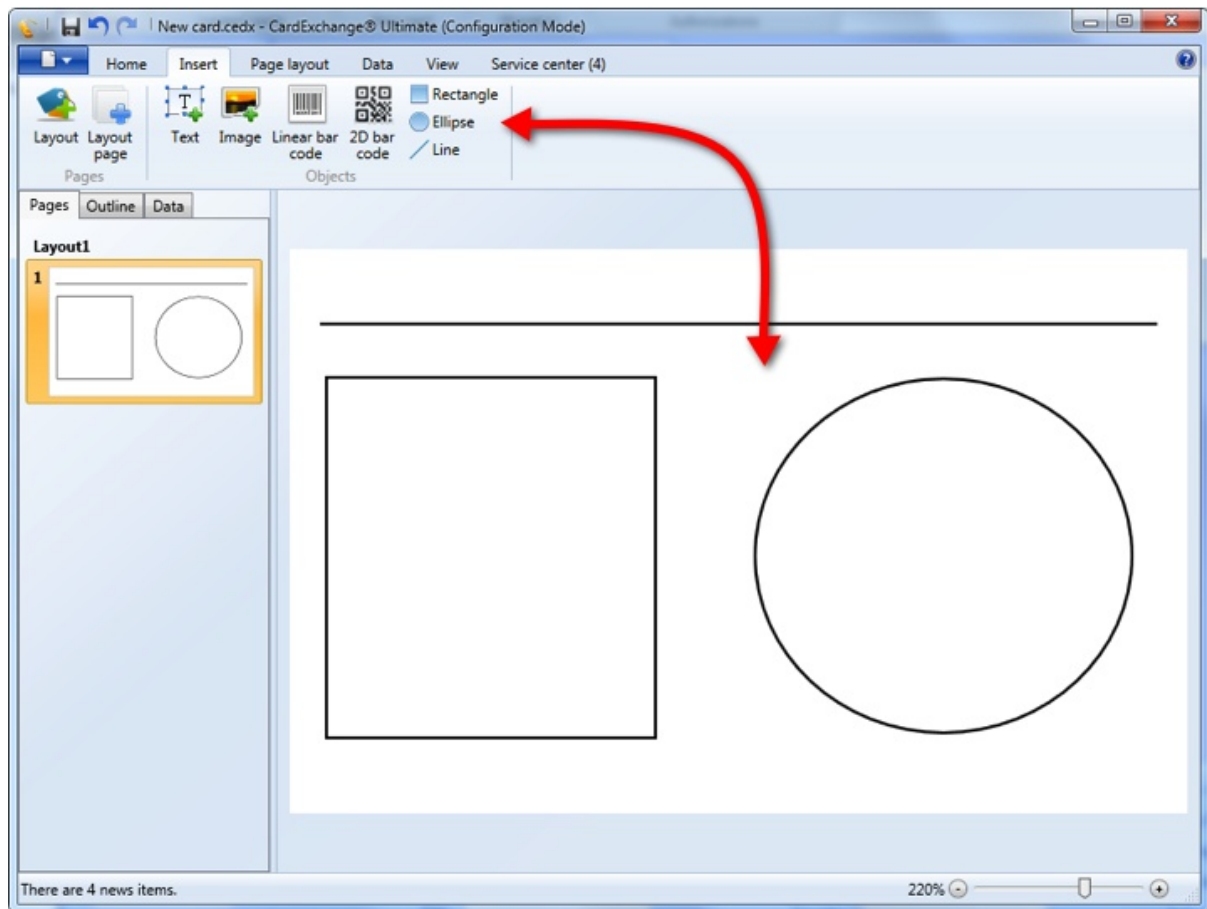 New card.cedx - CardExchange® Ultimate (Configuration Mode)
Home Insert Page layout Data View Service center (4)
Rectangle
Ellipse
Line
Layout Layout page Text Image Linear bar code 2D bar code
Pages Objects
Pages Outline Data
Layout1
1
There are 4 news items.
220%